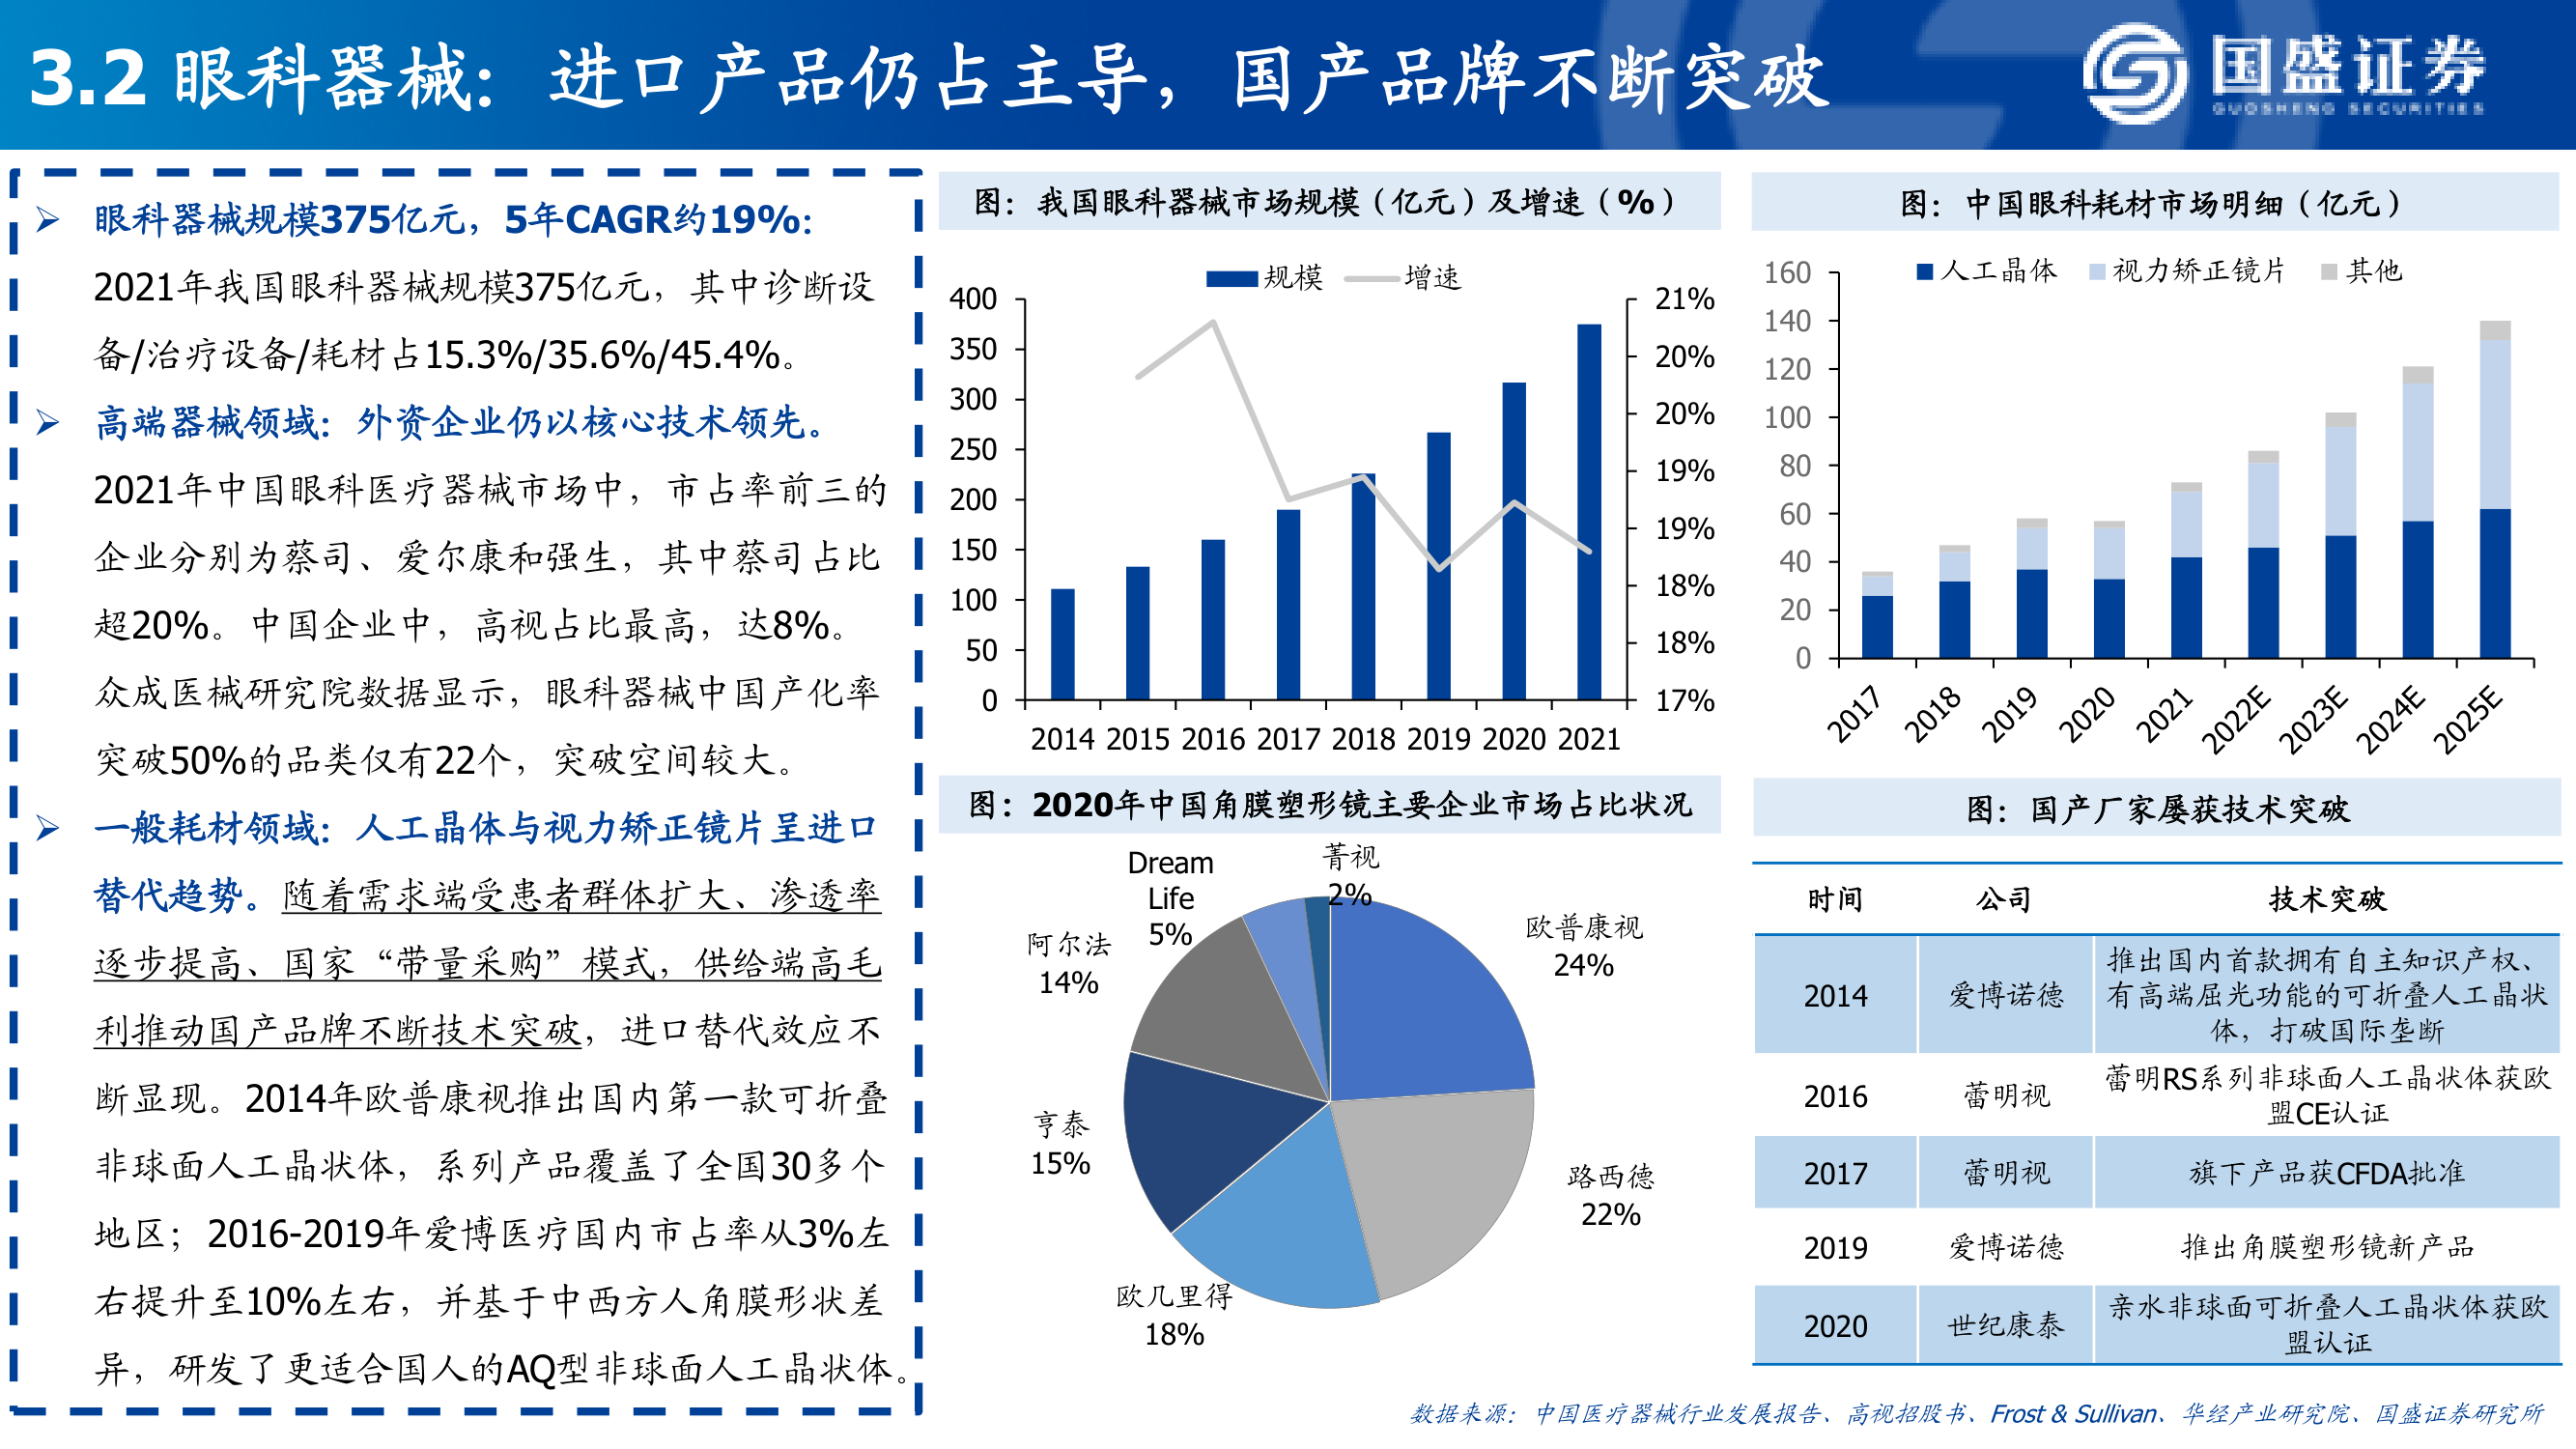 3.2 眼科器械：进口产品仍占主导，国产品牌不断突破
国盛证券
GUOSHENG SECURITIES
眼科器械规模375亿元，5年CAGR约19%：
2021年我国眼科器械规模375亿元，其中诊断设
备/治疗设备/耗材占15.3%/35.6%/45.4%。
高端器械领域：外资企业仍以核心技术领先。
2021年中国眼科医疗器械市场中，市占率前三的
企业分别为蔡司、爱尔康和强生，其中蔡司占比
超20%。中国企业中，高视占比最高，达8%。
众成医械研究院数据显示，眼科器械中国产化率
突破50%的品类仅有22个，突破空间较大。
一般耗材领域：人工晶体与视力矫正镜片呈进口
替代趋势。随着需求端受患者群体扩大、渗透率
逐步提高、国家“带量采购”模式，供给端高毛
利推动国产品牌不断技术突破，进口替代效应不
断显现。2014年欧普康视推出国内第一款可折叠
非球面人工晶状体，系列产品覆盖了全国30多个
地区；2016-2019年爱博医疗国内市占率从3%左
右提升至10%左右，并基于中西方人角膜形状差
异，研发了更适合国人的AQ型非球面人工晶状体。
图：我国眼科器械市场规模（亿元）及增速（%）
规模 增速
400
350
300
250
200
150
100
50
0
21%
20%
20%
19%
19%
18%
18%
17%
2014 2015 2016 2017 2018 2019 2020 2021
图：中国眼科耗材市场明细（亿元）
人工晶体 视力矫正镜片 其他
160
140
120
100
80
60
40
20
0
2017 2018 2019 2020 2021 2022E 2023E 2024E 2025E
图：2020年中国角膜塑形镜主要企业市场占比状况
菁视
2%
欧普康视
24%
路西德
22%
欧几里得
18%
亨泰
15%
阿尔法
14%
Dream
Life
5%
图：国产厂家屡获技术突破
时间 公司 技术突破
2014 爱博诺德 推出国内首款拥有自主知识产权、
有高端屈光功能的可折叠人工晶状
体，打破国际垄断
2016 蕾明视 蕾明RS系列非球面人工晶状体获欧
盟CE认证
2017 蕾明视 旗下产品获CFDA批准
2019 爱博诺德 推出角膜塑形镜新产品
2020 世纪康泰 亲水非球面可折叠人工晶状体获欧
盟认证
数据来源：中国医疗器械行业发展报告、高视招股书、Frost & Sullivan、华经产业研究院、国盛证券研究所